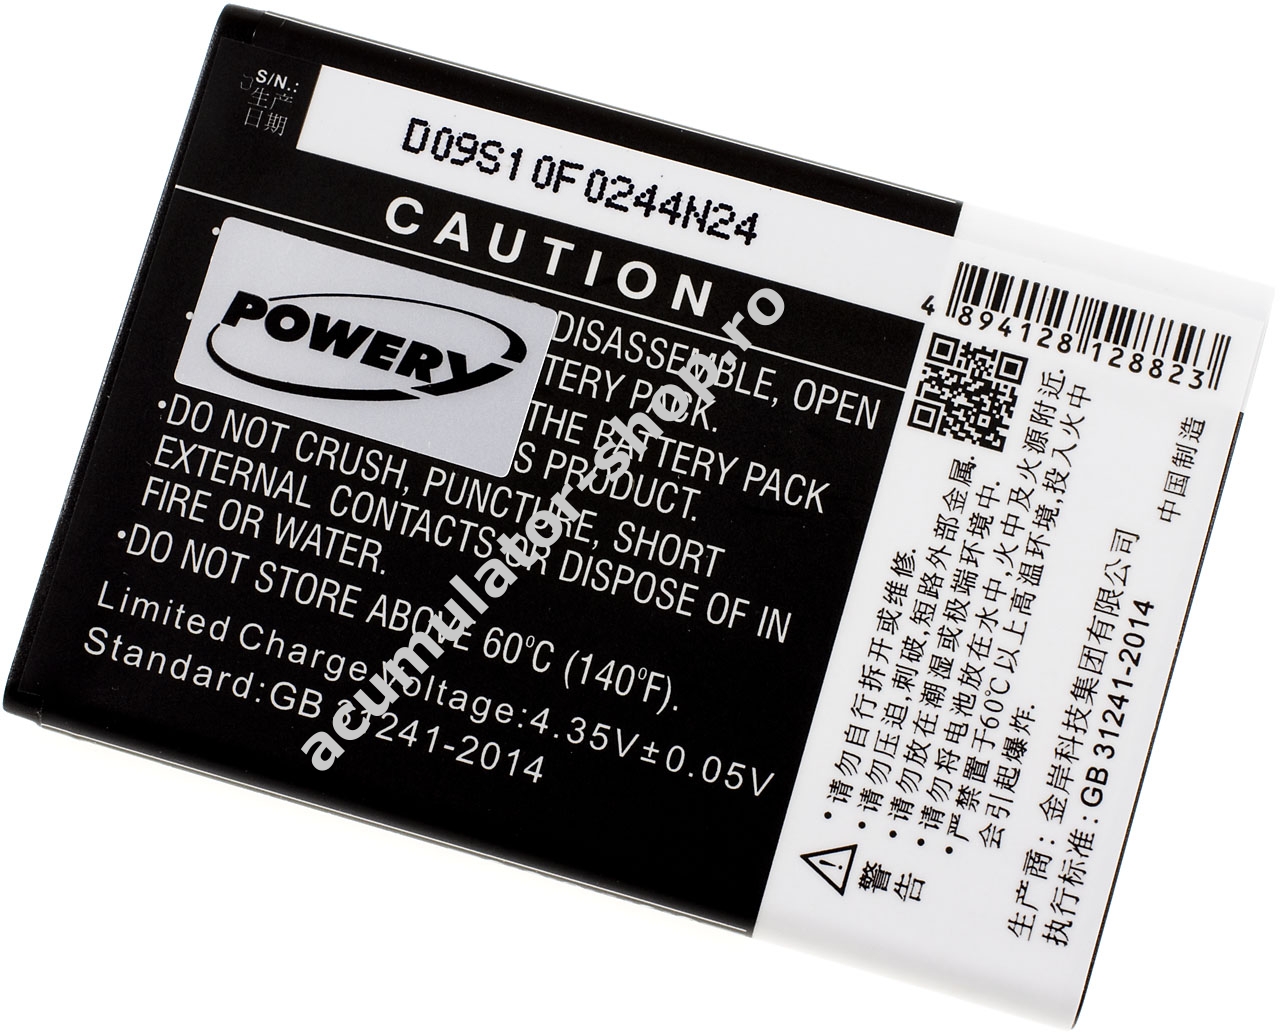 S/N.:
生产
日期
D09S10F0244N24
CAUTION
POWERY
DISASSEMBLE, OPEN
TERY PACK.
THE BATTERY PACK
S PRODUCT.
•DO NOT CRUSH, PUNCTURE, SHORT
EXTERNAL CONTACTS OR DISPOSE OF IN
FIRE OR WATER.
•DO NOT STORE ABOVE 60°C (140°F).
Limited Charge Voltage:4.35V±0.05V
Standard:GB 31241-2014
acumulator-shop.ro
4 894128 128823
警告
•请勿自行拆开或维修.
•请勿压迫,刺破,短路外部金属.
•请勿放在潮湿或极端环境中.
•请勿将电池放在水中,火中及火源附近.
•严禁置于60℃以上高温环境,投入火中
会引起爆炸.
生产商:金岸科技集团有限公司
执行标准:GB 31241-2014
中国制造